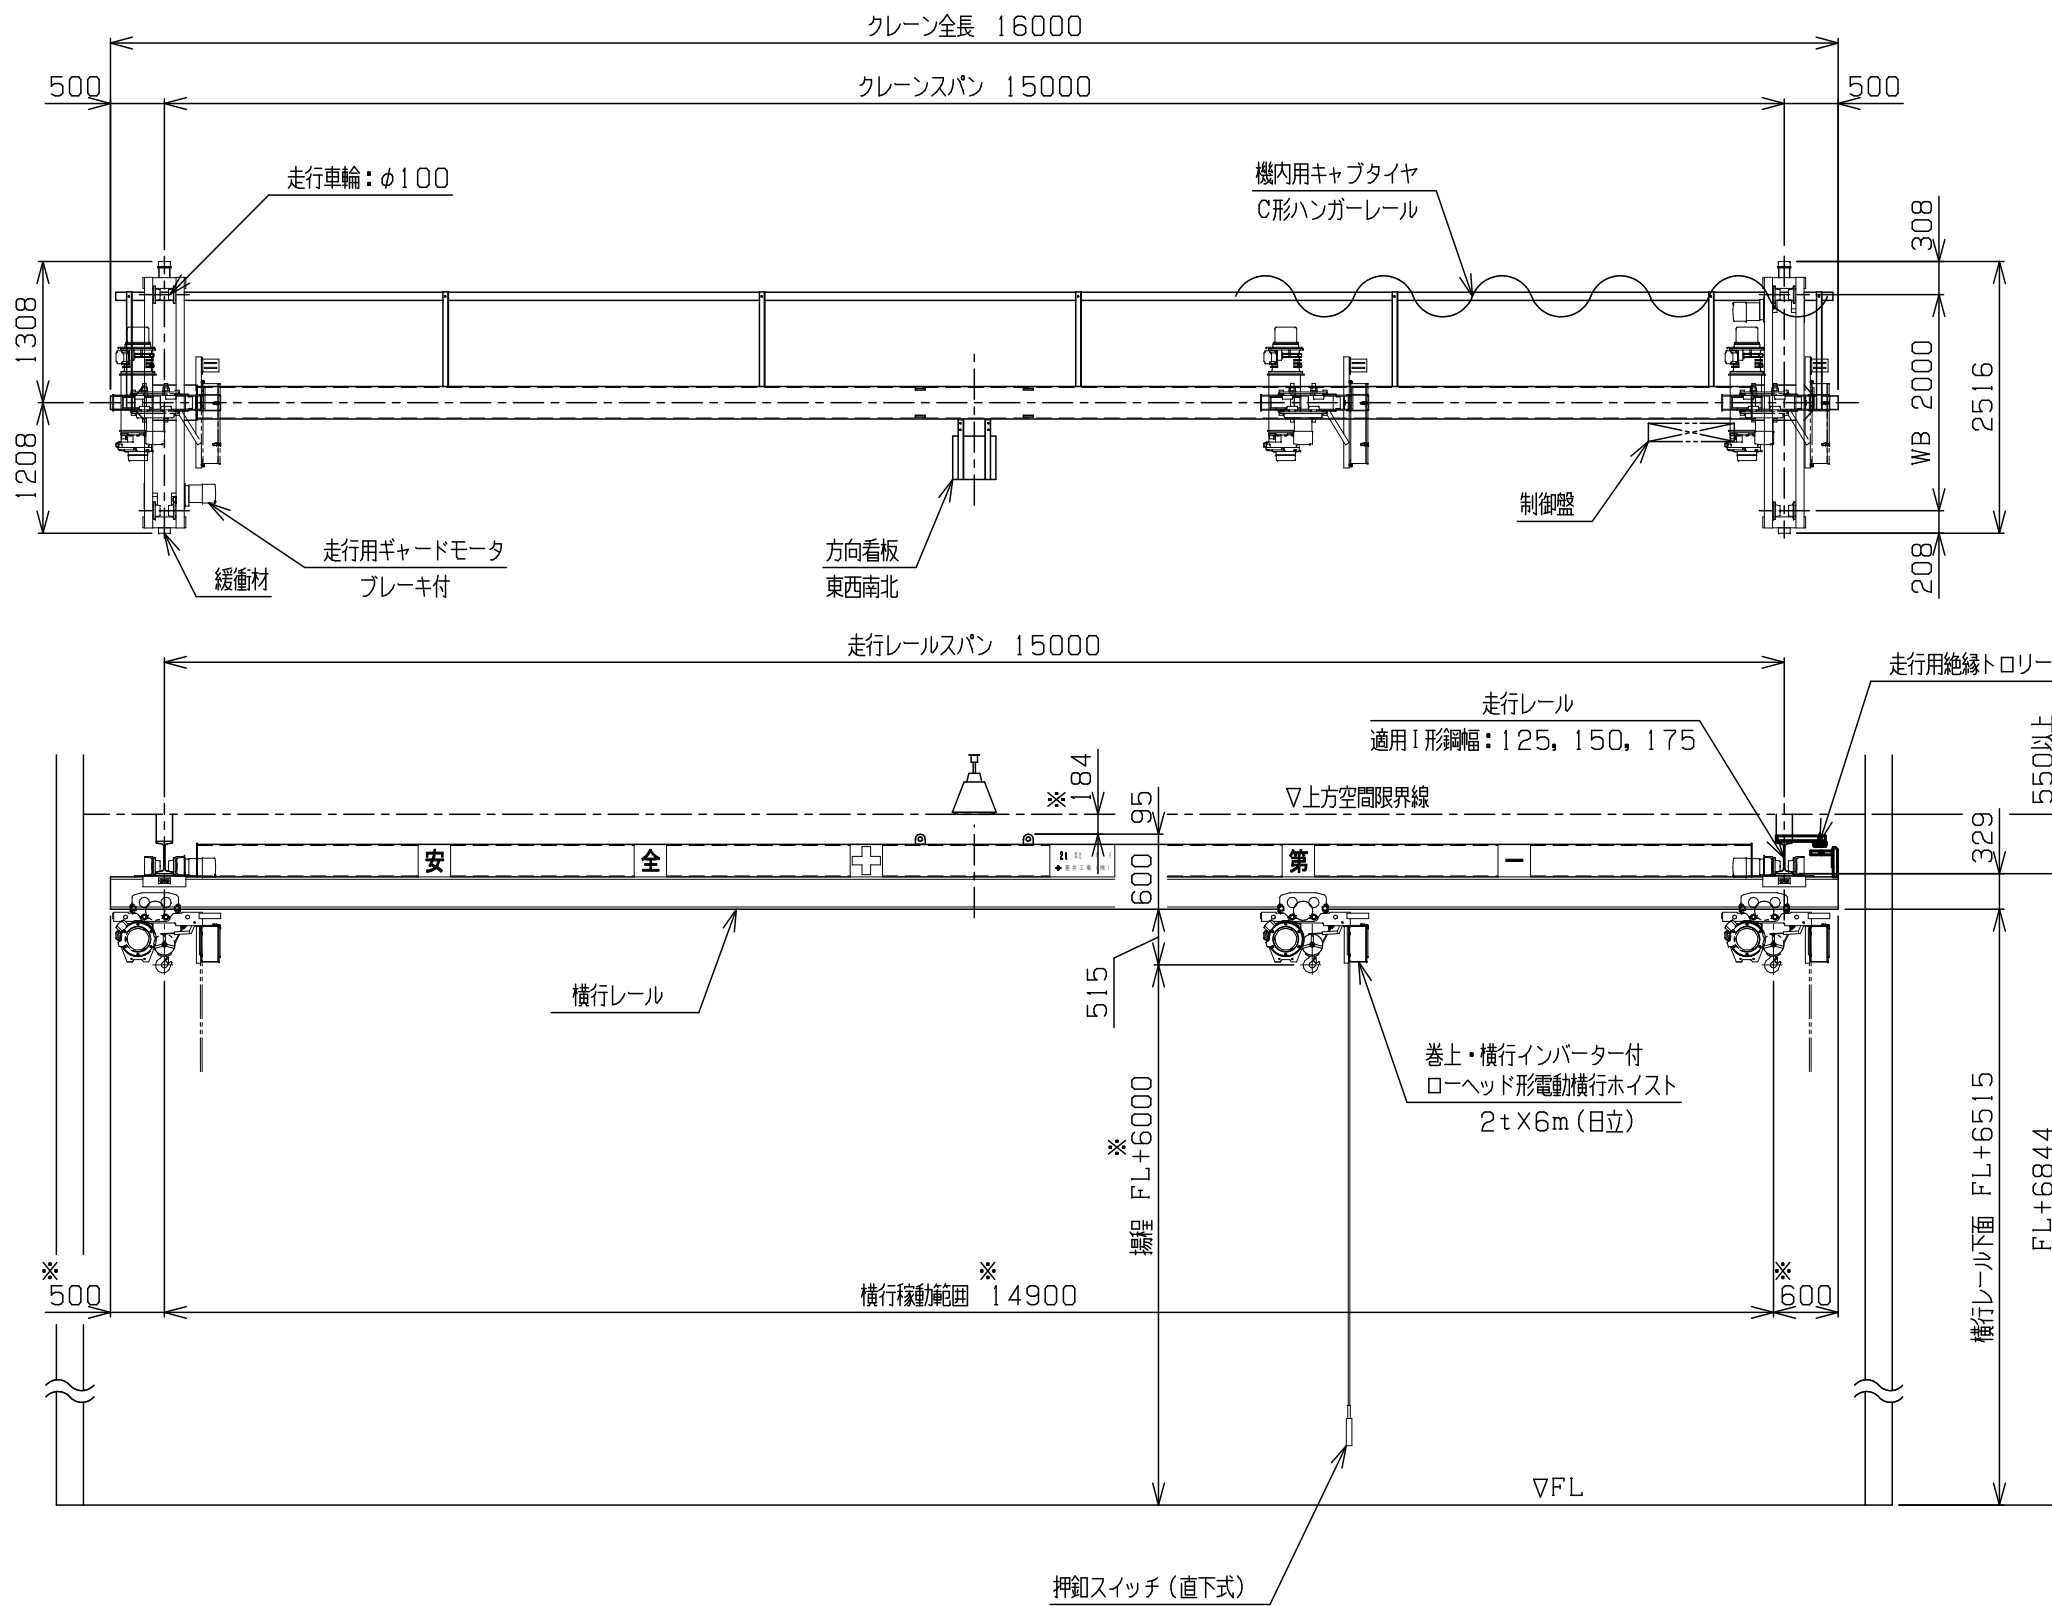 クレーン全長 16000
500
クレーンスパン 15000
500
走行車輪：φ100
機内用キャブタイヤ
C形ハンガーレール
308
1308
WB 2000
2516
1208
制御盤
走行用ギャードモータ
ブレーキ付
緩衝材
方向看板
東西南北
208
走行レールスパン 15000
走行用絶縁トロリー
走行レール
適用I形鋼幅：125, 150, 175
550以上
※
184
95
▽上方空間限界線
329
安
全
2t
第
一
600
515
横行レール
巻上・横行インバーター付
ローヘッド形電動横行ホイスト
2t×6m（日立）
※
揚程 FL+6000
横行レール下面 FL+6515
FL+6844
※
500
※
横行稼動範囲 14900
※
600
▽FL
押釦スイッチ（直下式）